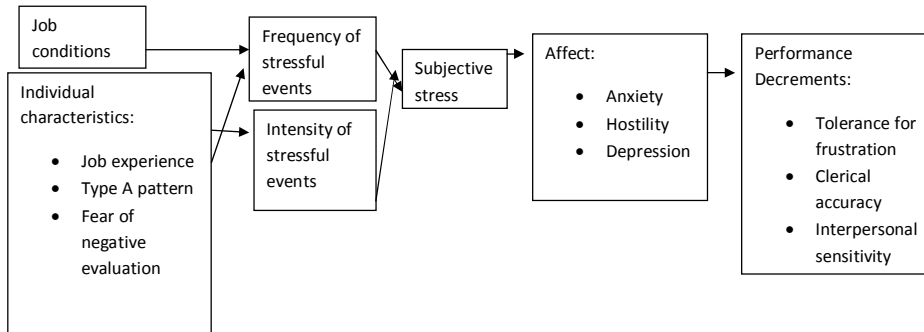 Job
conditions
Individual
characteristics:
• Job experience
• Type A pattern
• Fear of
negative
evaluation
Frequency of
stressful
events
Intensity of
stressful
events
Subjective
stress
Affect:
• Anxiety
• Hostility
• Depression
Performance
Decrements:
• Tolerance for
frustration
• Clerical
accuracy
• Interpersonal
sensitivity